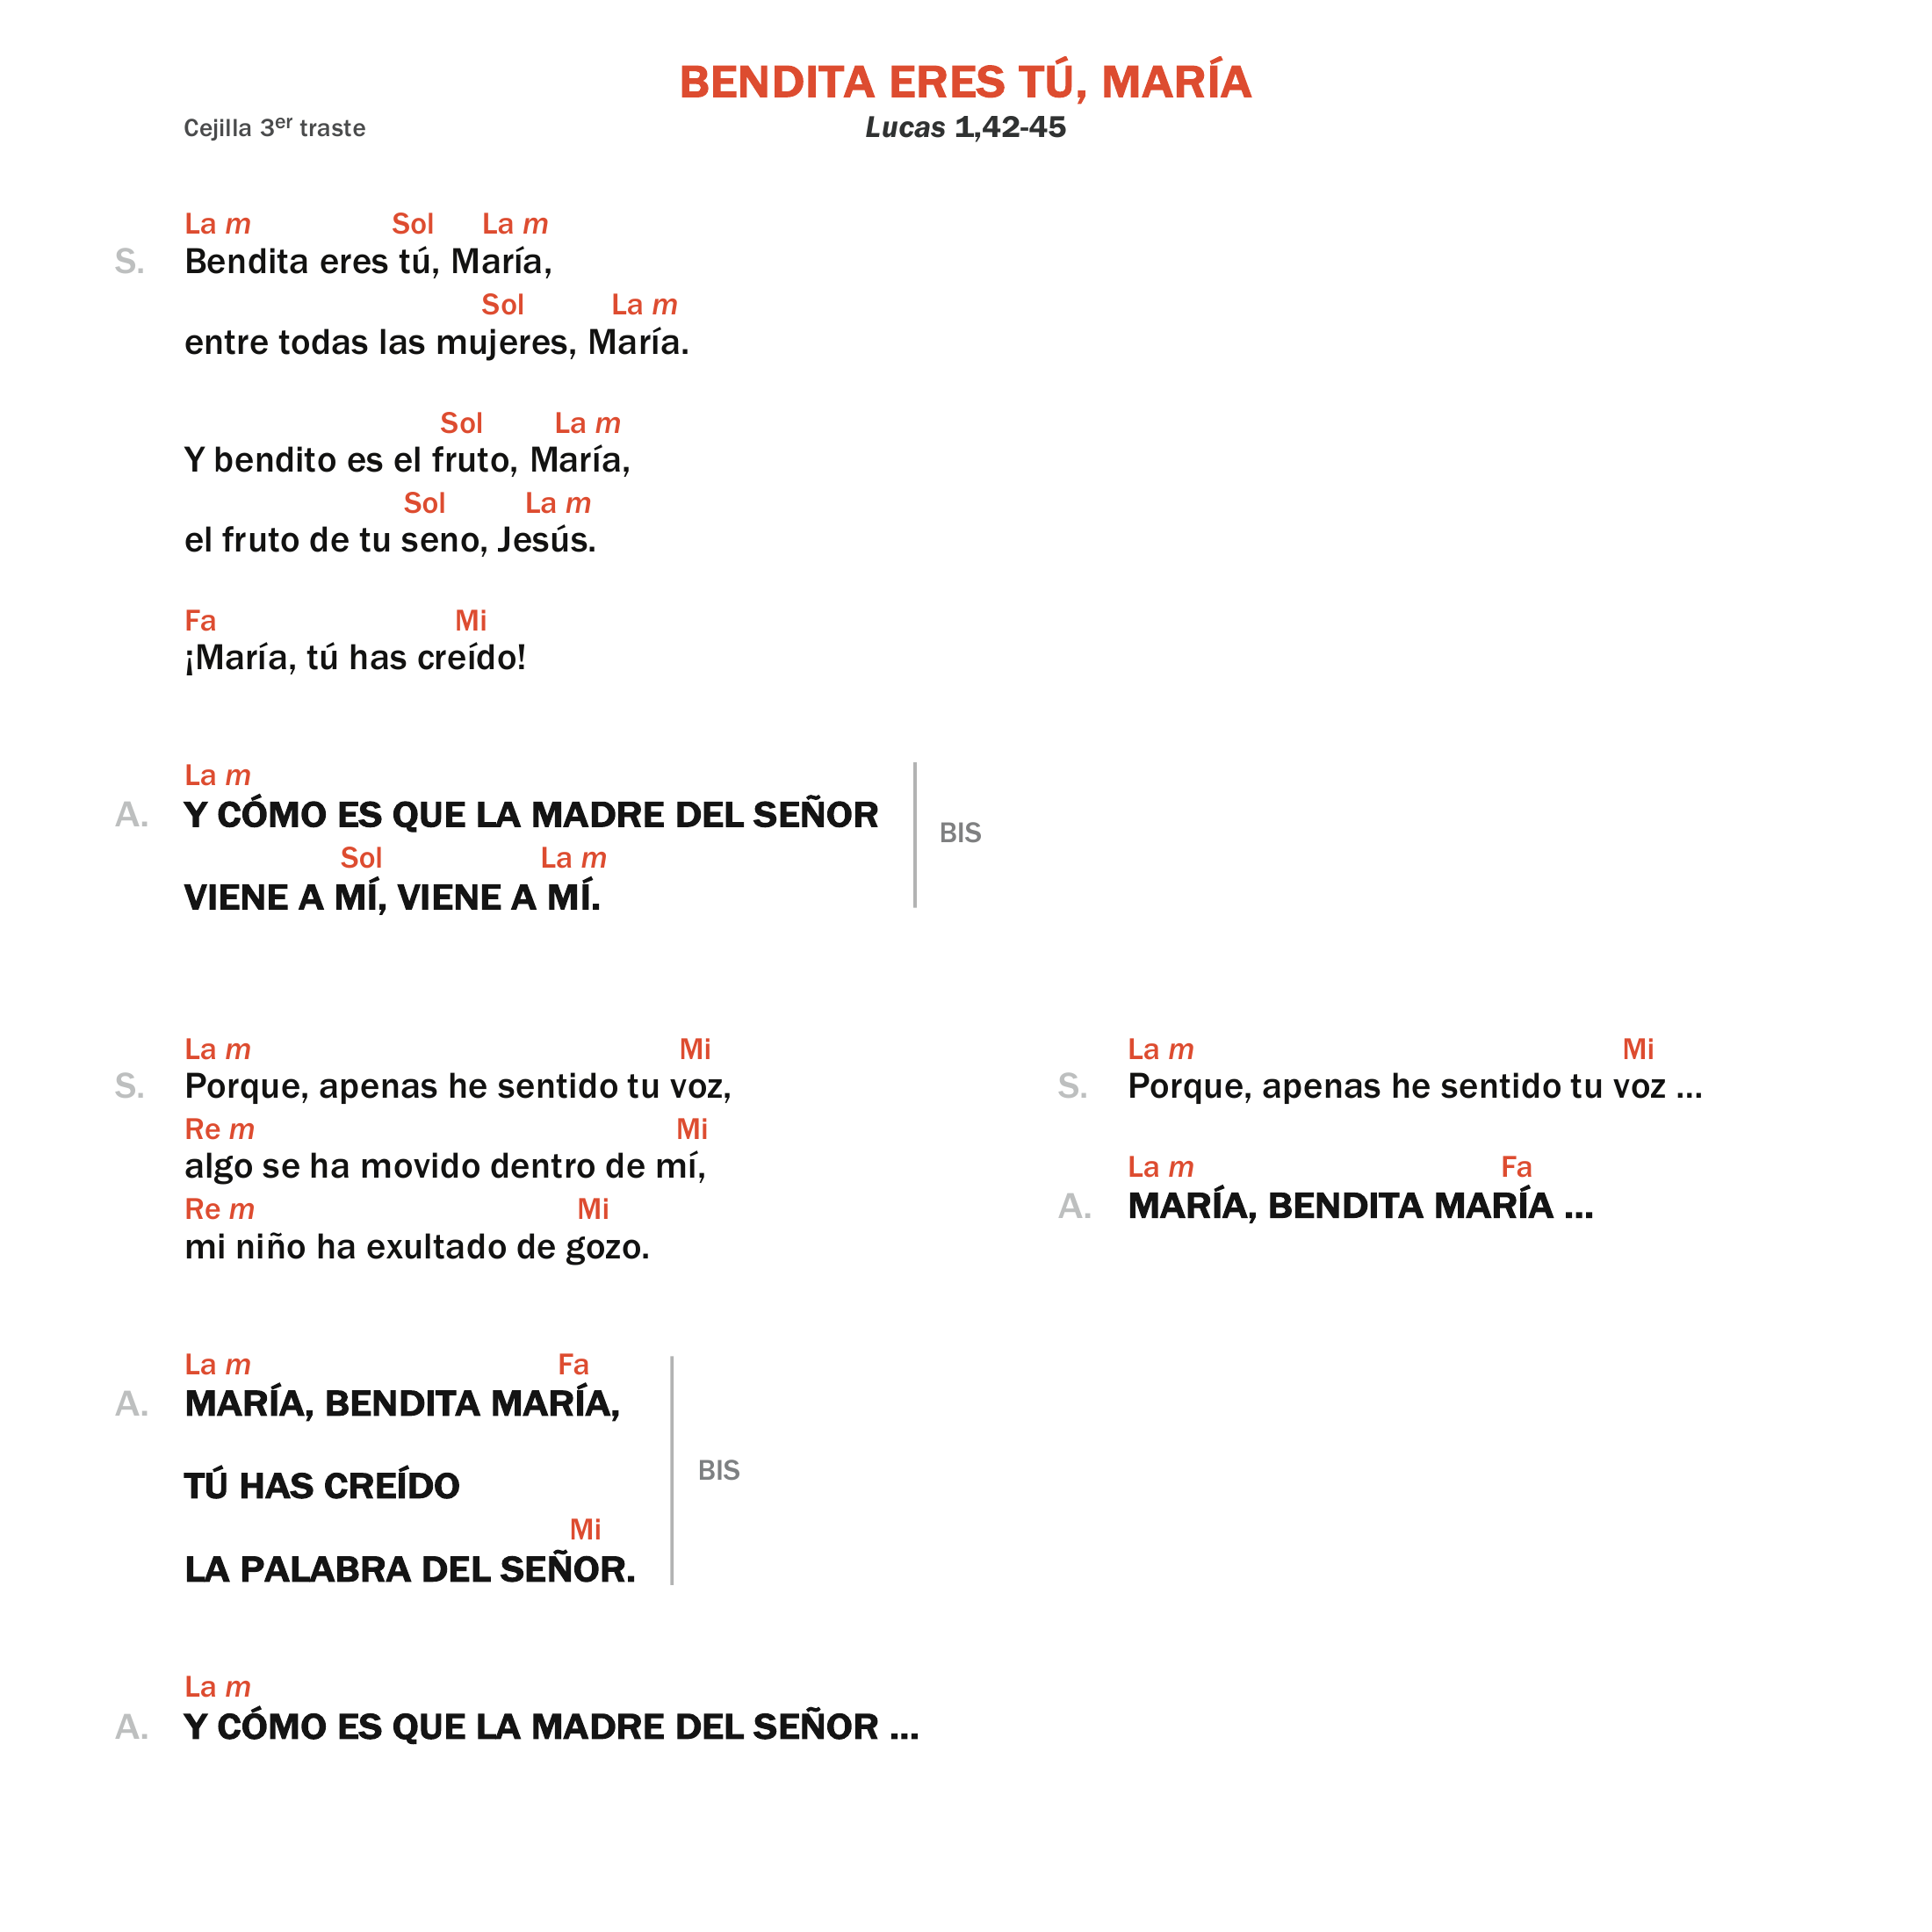 BENDITA ERES TÚ, MARÍA
Cejilla 3er traste
Lucas 1,42-45
La m Sol La m
S. Bendita eres tú, María,
Sol La m
entre todas las mujeres, María.
Sol La m
Y bendito es el fruto, María,
Sol La m
el fruto de tu seno, Jesús.
Fa Mi
¡María, tú has creído!
La m
A. Y CÓMO ES QUE LA MADRE DEL SEÑOR
BIS
Sol La m
VIENE A MÍ, VIENE A MÍ.
La m Mi
S. Porque, apenas he sentido tu voz,
Re m Mi
algo se ha movido dentro de mí,
Re m Mi
mi niño ha exultado de gozo.
La m Fa
A. MARÍA, BENDITA MARÍA,
TÚ HAS CREÍDO
BIS
Mi
LA PALABRA DEL SEÑOR.
La m
A. Y CÓMO ES QUE LA MADRE DEL SEÑOR ...
La m Mi
S. Porque, apenas he sentido tu voz ...
La m Fa
A. MARÍA, BENDITA MARÍA ...